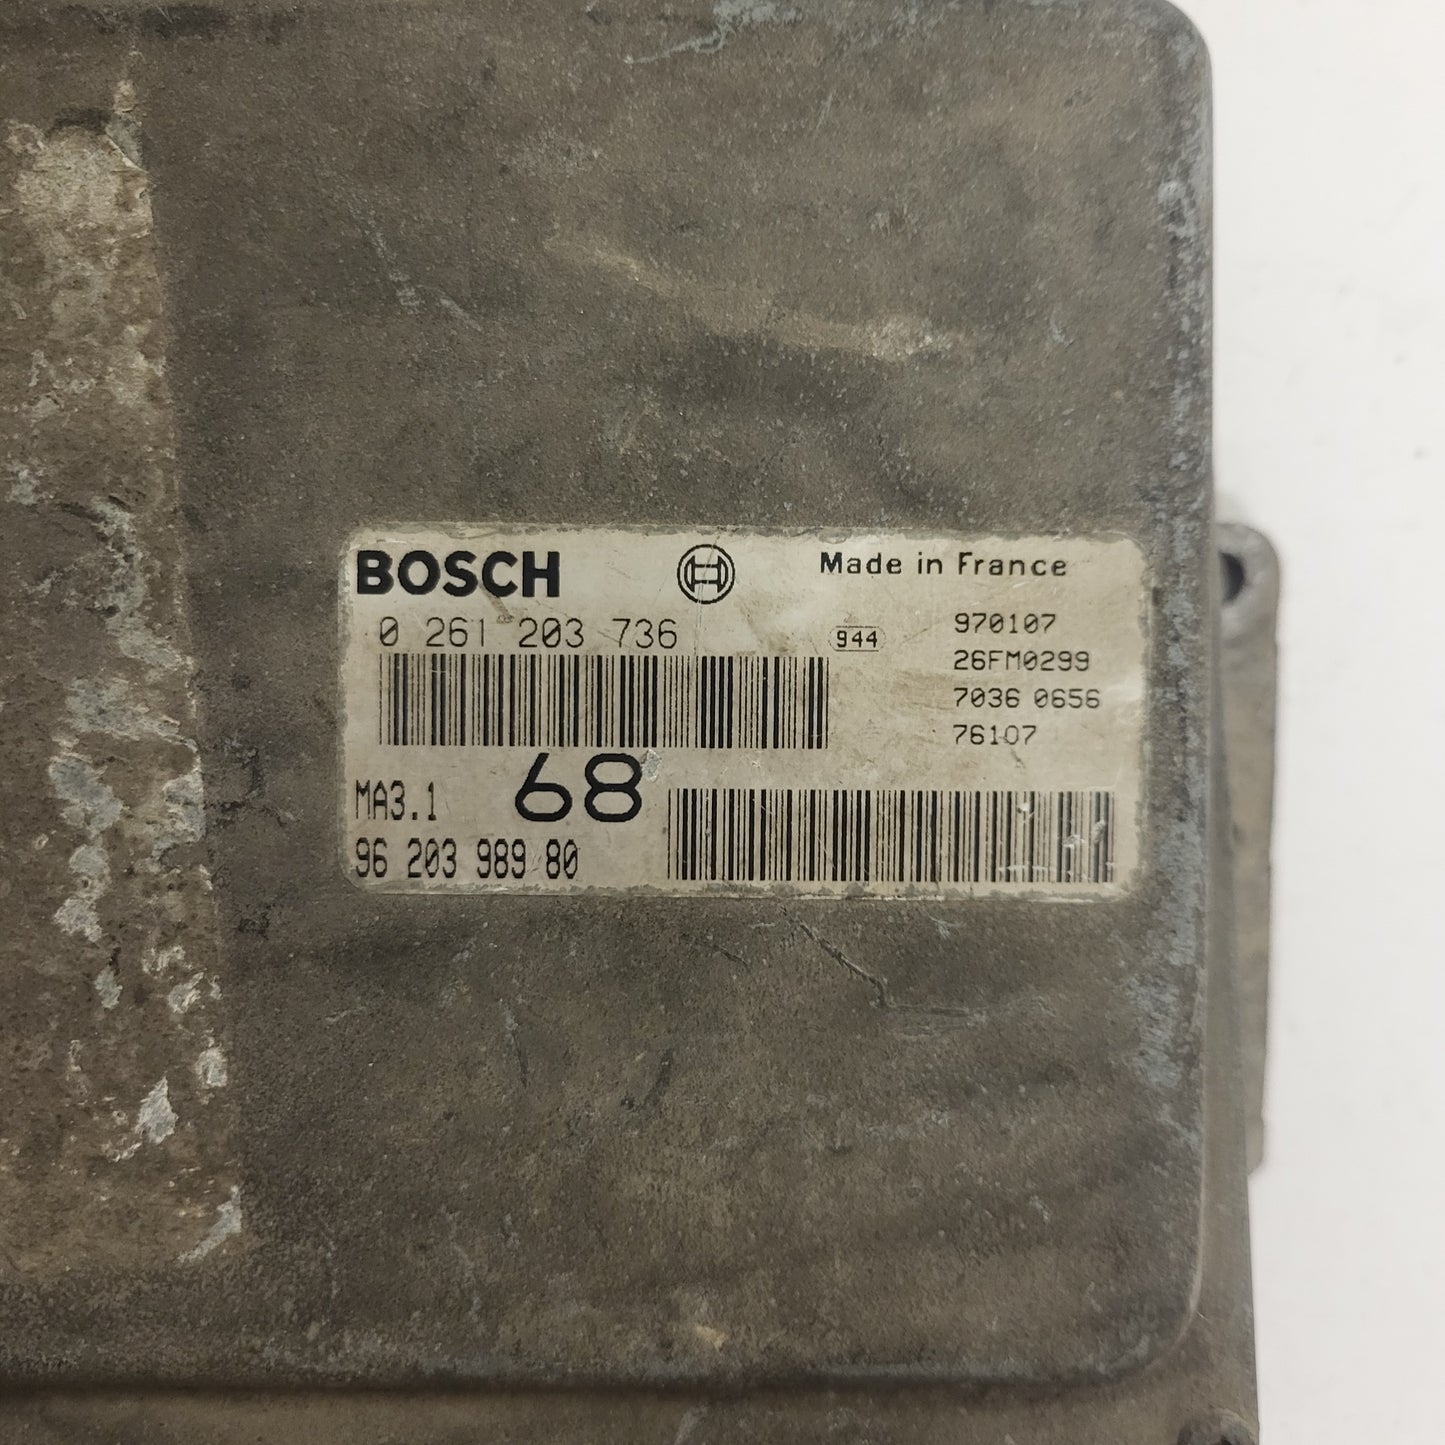 BOSCH Made in France
0 261 203 736 944 970107
26FM0299
7036 0656
76107
MA3.1 68
96 203 989 80